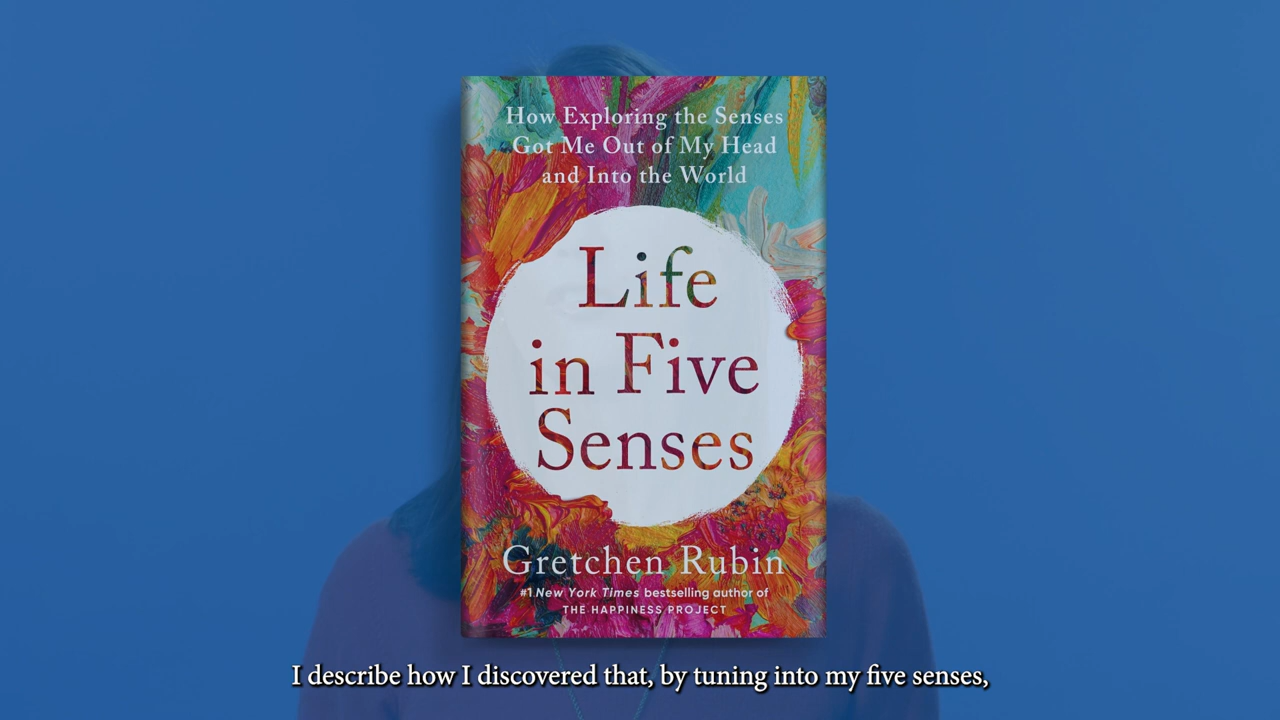 How Exploring the Senses
Got Me Out of My Head
and Into the World
Life
in Five
Senses
Gretchen Rubin
#1 New York Times bestselling author of
THE HAPPINESS PROJECT
I describe how I discovered that, by tuning into my five senses,